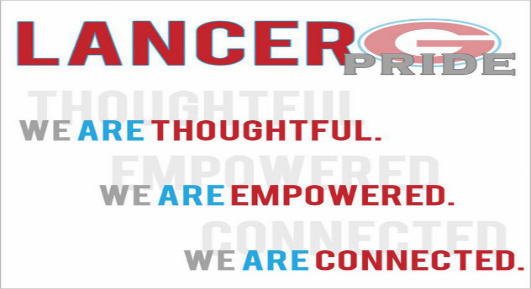 LANCER G
PRIDE
THOUGHTFUL
WE ARE THOUGHTFUL.
EMPOWERED
WE ARE EMPOWERED.
CONNECTED
WE ARE CONNECTED.